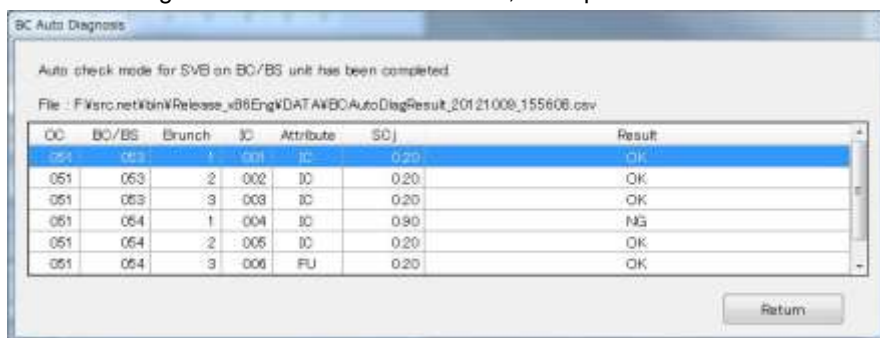 BC Auto Diagnosis
Auto check mode for SVB on BC/BS unit has been completed
File : F:¥src.net¥bin¥Release_x86Eng¥DATA¥BCAutoDiagResult_20121009_155608.csv
OC BC/BS Brunch IC Attribute SCj Result
051 053 1 001 IC 0.20 OK
051 053 2 002 IC 0.20 OK
051 053 3 003 IC 0.20 OK
051 054 1 004 IC 0.90 NG
051 054 2 005 IC 0.20 OK
051 054 3 006 FU 0.20 OK
Return